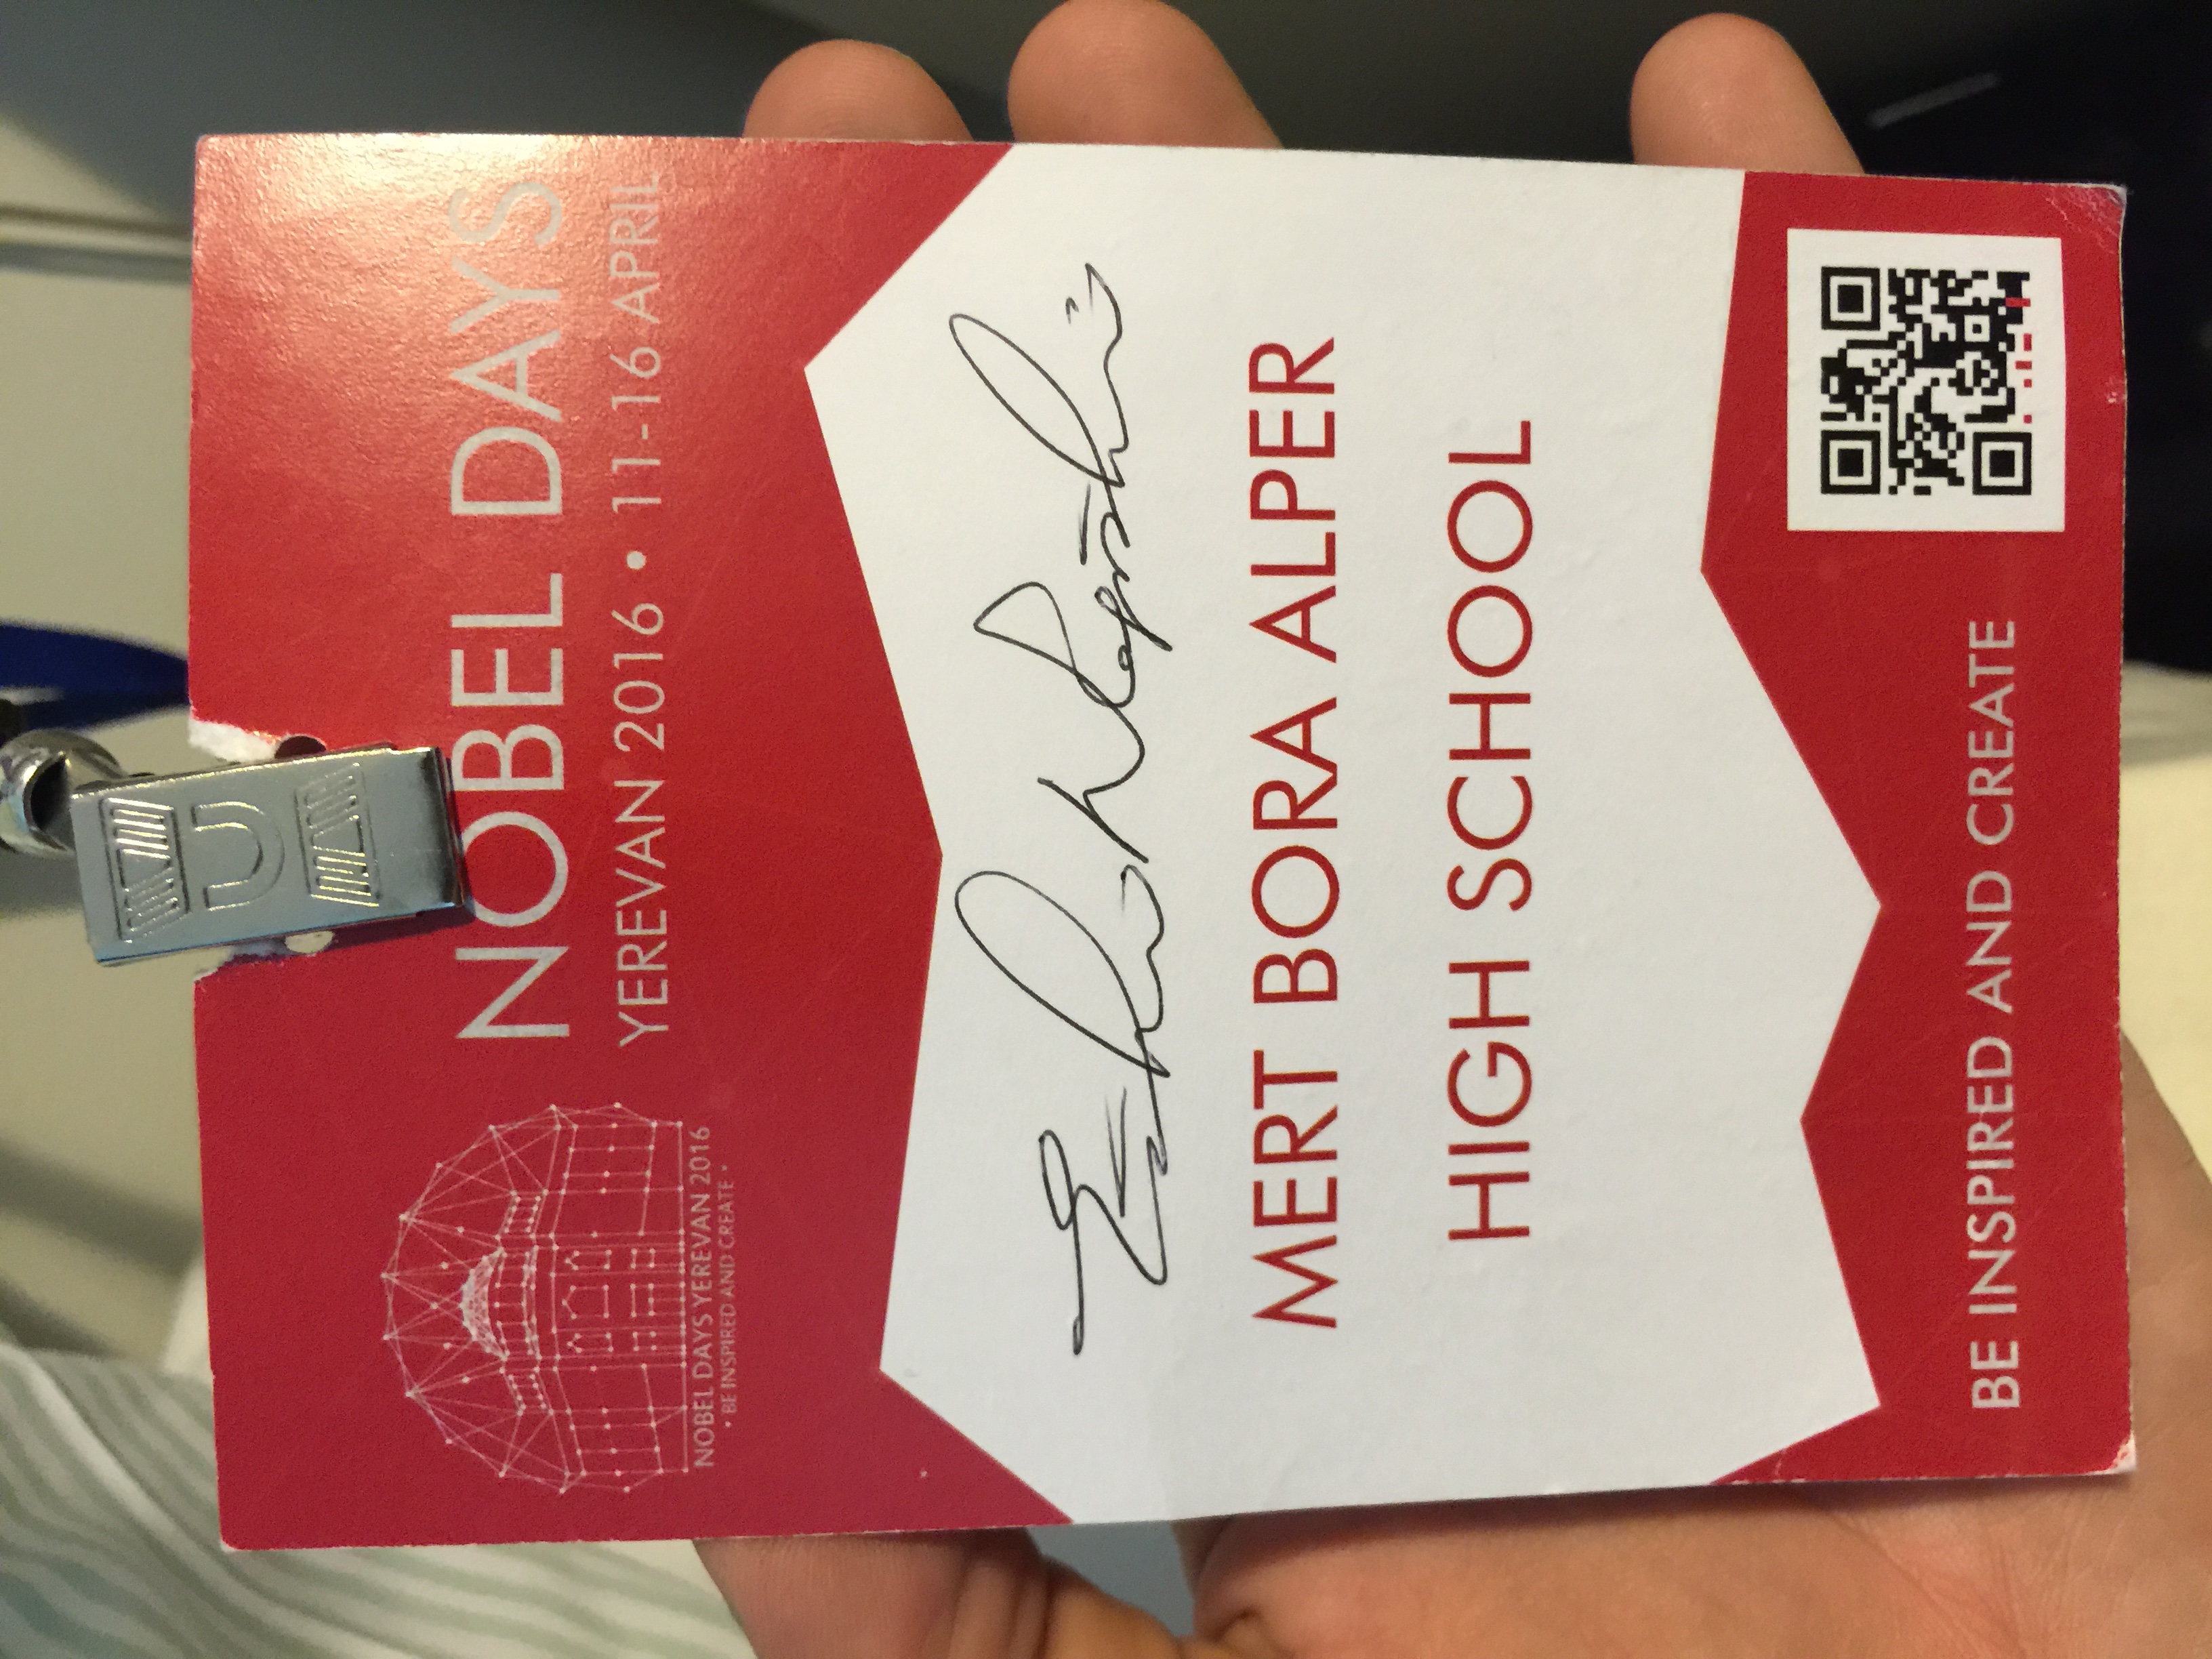 NOBEL DAYS
YEREVAN 2016 • 11-16 APRIL
NOBEL DAYS YEREVAN 2016
• BE INSPIRED AND CREATE •
MERT BORA ALPER
HIGH SCHOOL
BE INSPIRED AND CREATE